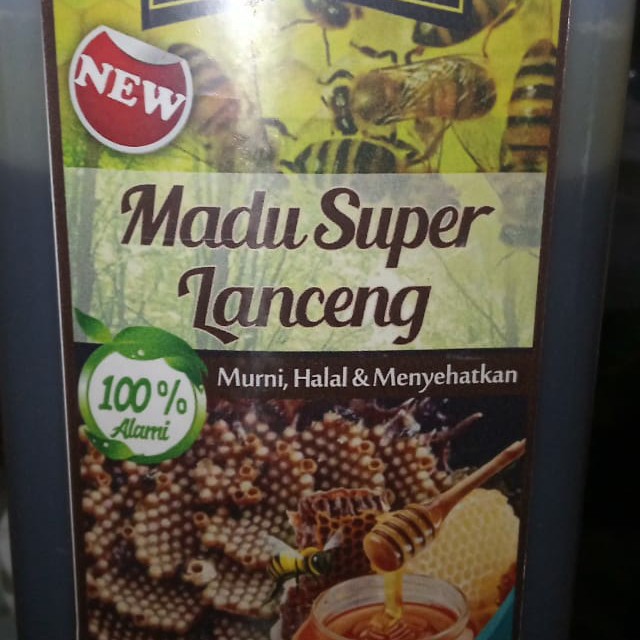 NEW
Madu Super
Lanceng
Murni, Halal & Menyehatkan
100%
Alami